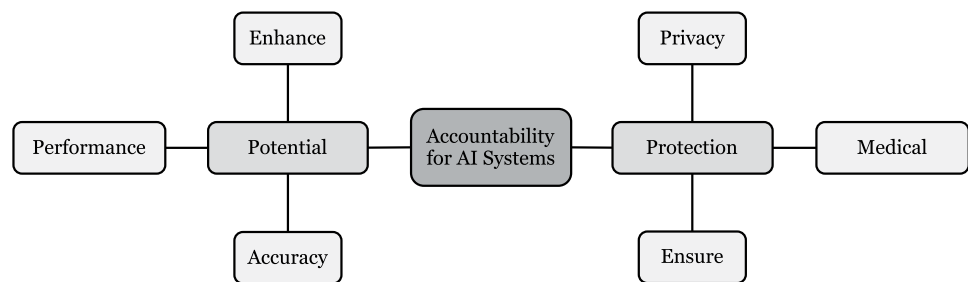 Enhance
Privacy
Performance
Potential
Accountability
for AI Systems
Protection
Medical
Accuracy
Ensure